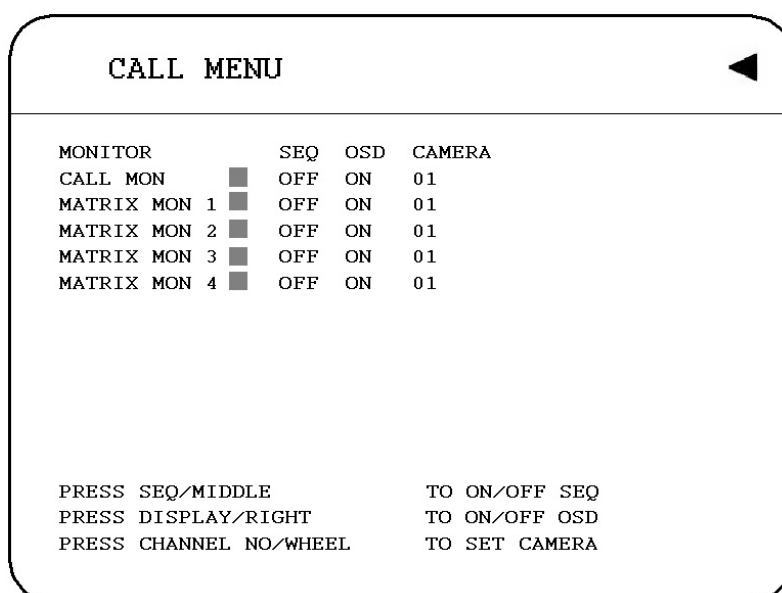 CALL MENU
MONITOR SEQ OSD CAMERA
CALL MON OFF ON 01
MATRIX MON 1 OFF ON 01
MATRIX MON 2 OFF ON 01
MATRIX MON 3 OFF ON 01
MATRIX MON 4 OFF ON 01
PRESS SEQ/MIDDLE TO ON/OFF SEQ
PRESS DISPLAY/RIGHT TO ON/OFF OSD
PRESS CHANNEL NO/WHEEL TO SET CAMERA